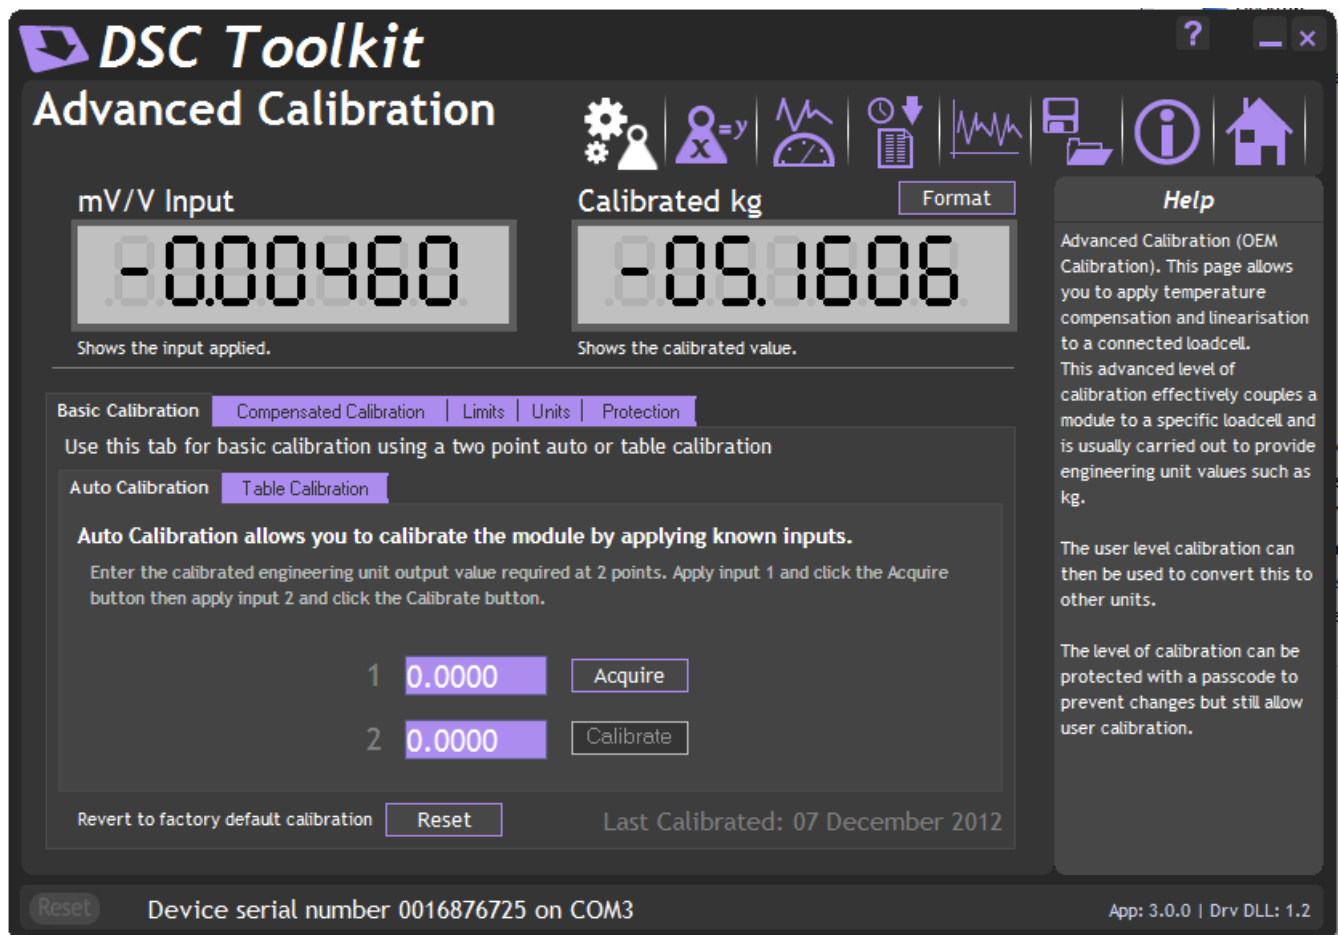 DSC Toolkit
?
Advanced Calibration
x =y
i
mV/V Input
Calibrated kg
Format
-0.00460
-05.1606
Shows the input applied.
Shows the calibrated value.
Basic Calibration
Compensated Calibration
Limits
Units
Protection
Use this tab for basic calibration using a two point auto or table calibration
Auto Calibration
Table Calibration
Auto Calibration allows you to calibrate the module by applying known inputs.
Enter the calibrated engineering unit output value required at 2 points. Apply input 1 and click the Acquire
button then apply input 2 and click the Calibrate button.
1
0.0000
Acquire
2
0.0000
Calibrate
Revert to factory default calibration
Reset
Last Calibrated: 07 December 2012
Help
Advanced Calibration (OEM
Calibration). This page allows
you to apply temperature
compensation and linearisation
to a connected loadcell.
This advanced level of
calibration effectively couples a
module to a specific loadcell and
is usually carried out to provide
engineering unit values such as
kg.
The user level calibration can
then be used to convert this to
other units.
The level of calibration can be
protected with a passcode to
prevent changes but still allow
user calibration.
Reset
Device serial number 0016876725 on COM3
App: 3.0.0 | Drv DLL: 1.2